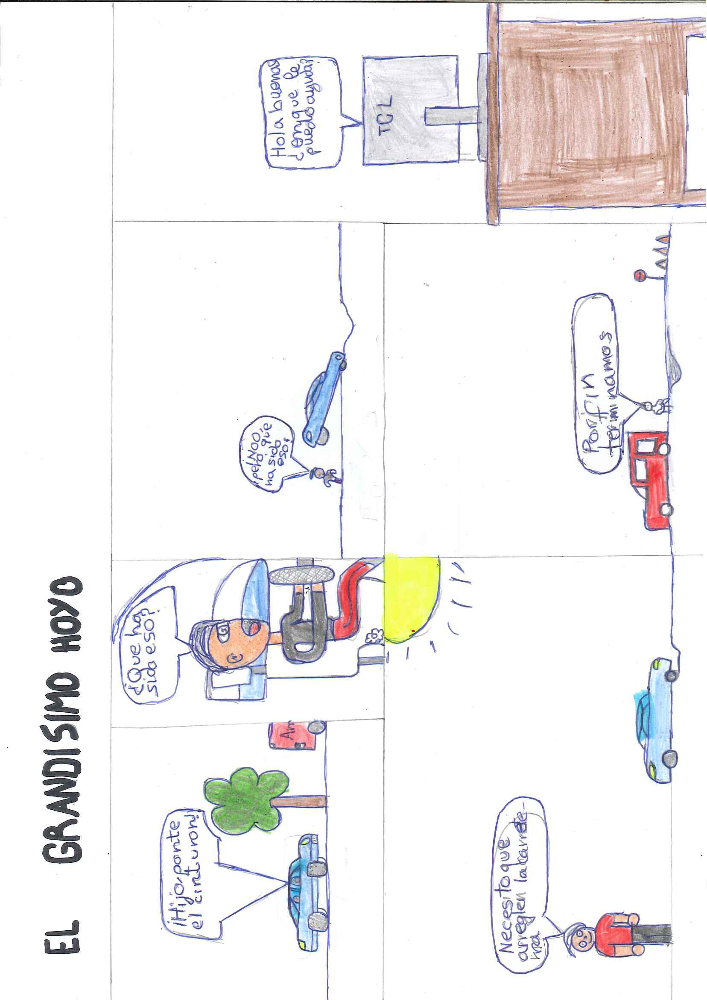 EL GRANDISIMO HOYO
¡Hijo, ponte
el cinturon!
Am
¿Que ha
sido eso?
¡NOO,
pero que
ha sido
eso!
Hola buenas
¿en que le
puedo ayudar?
TCL
Necesito que
arreglen la carrete-
rra
Por fin
terminamos